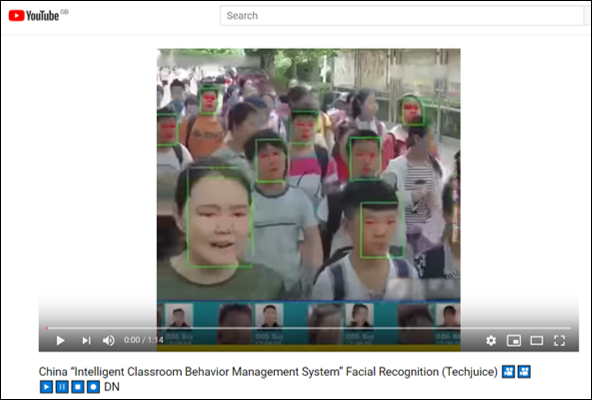 YouTube GB
Search
0:00 / 1:14
China “Intelligent Classroom Behavior Management System” Facial Recognition (Techjuice)
DN